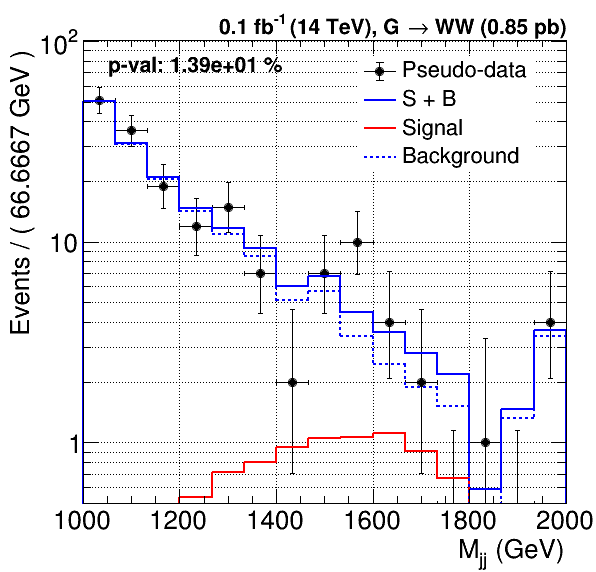 0.1 fb⁻¹ (14 TeV), G → WW (0.85 pb)
10²
p-val: 1.39e+01 %
Pseudo-data
S + B
Signal
Background
Events / ( 66.6667 GeV )
10
1
1000 1200 1400 1600 1800 2000
M_jj (GeV)